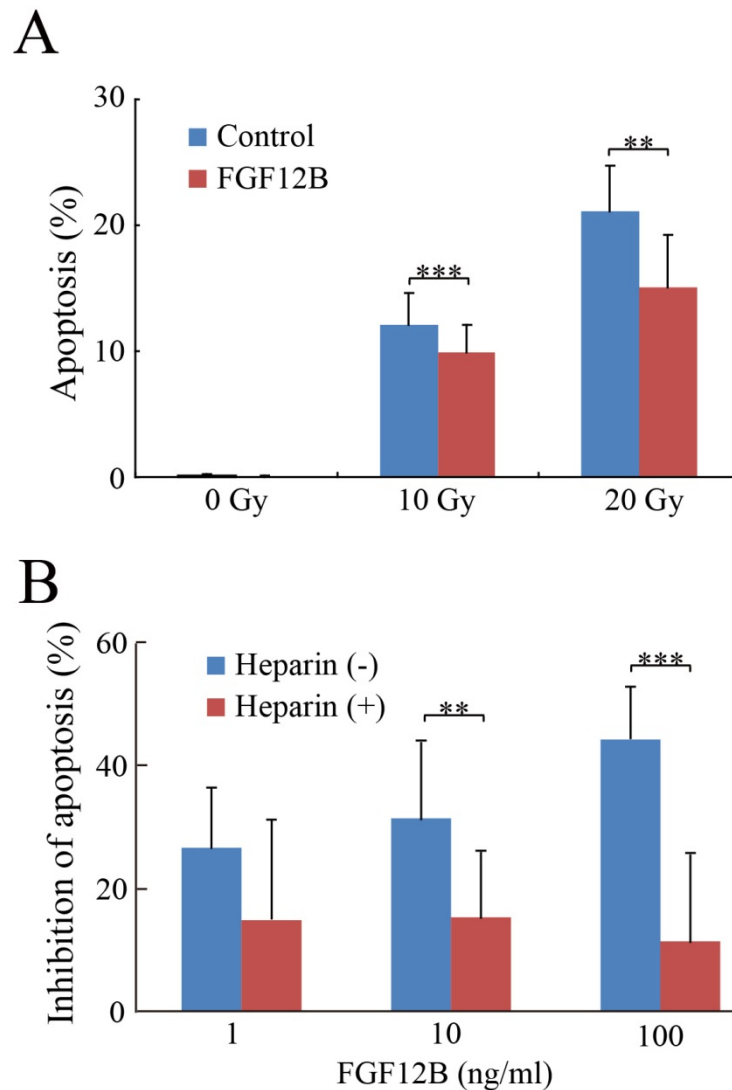 A
Apoptosis (%)
30
20
10
0
Control
FGF12B
***
**
0 Gy
10 Gy
20 Gy
B
Inhibition of apoptosis (%)
60
40
20
0
Heparin (-)
Heparin (+)
**
***
1
10
100
FGF12B (ng/ml)